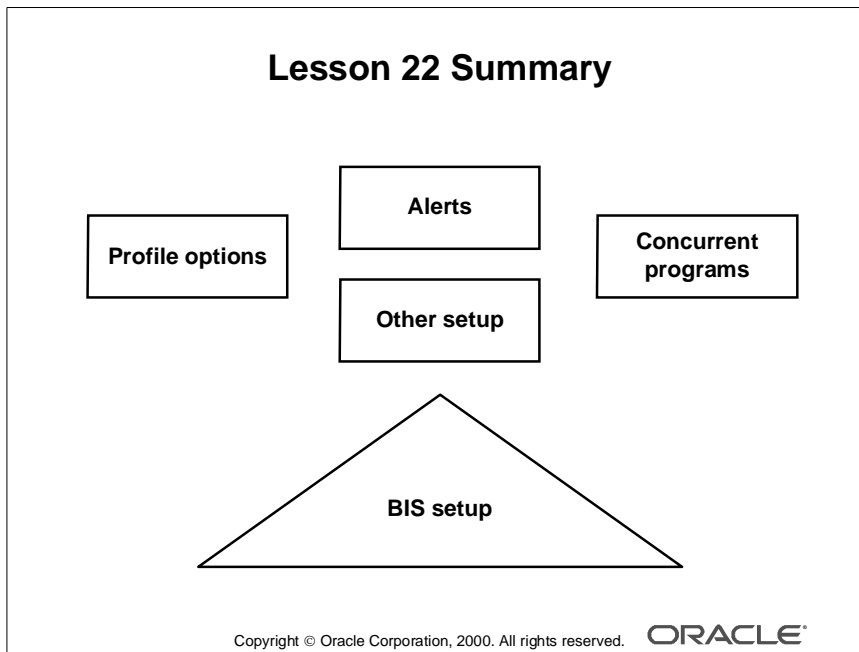 Lesson 22 Summary
Alerts
Profile options
Concurrent
programs
Other setup
BIS setup
Copyright © Oracle Corporation, 2000. All rights reserved.
ORACLE®